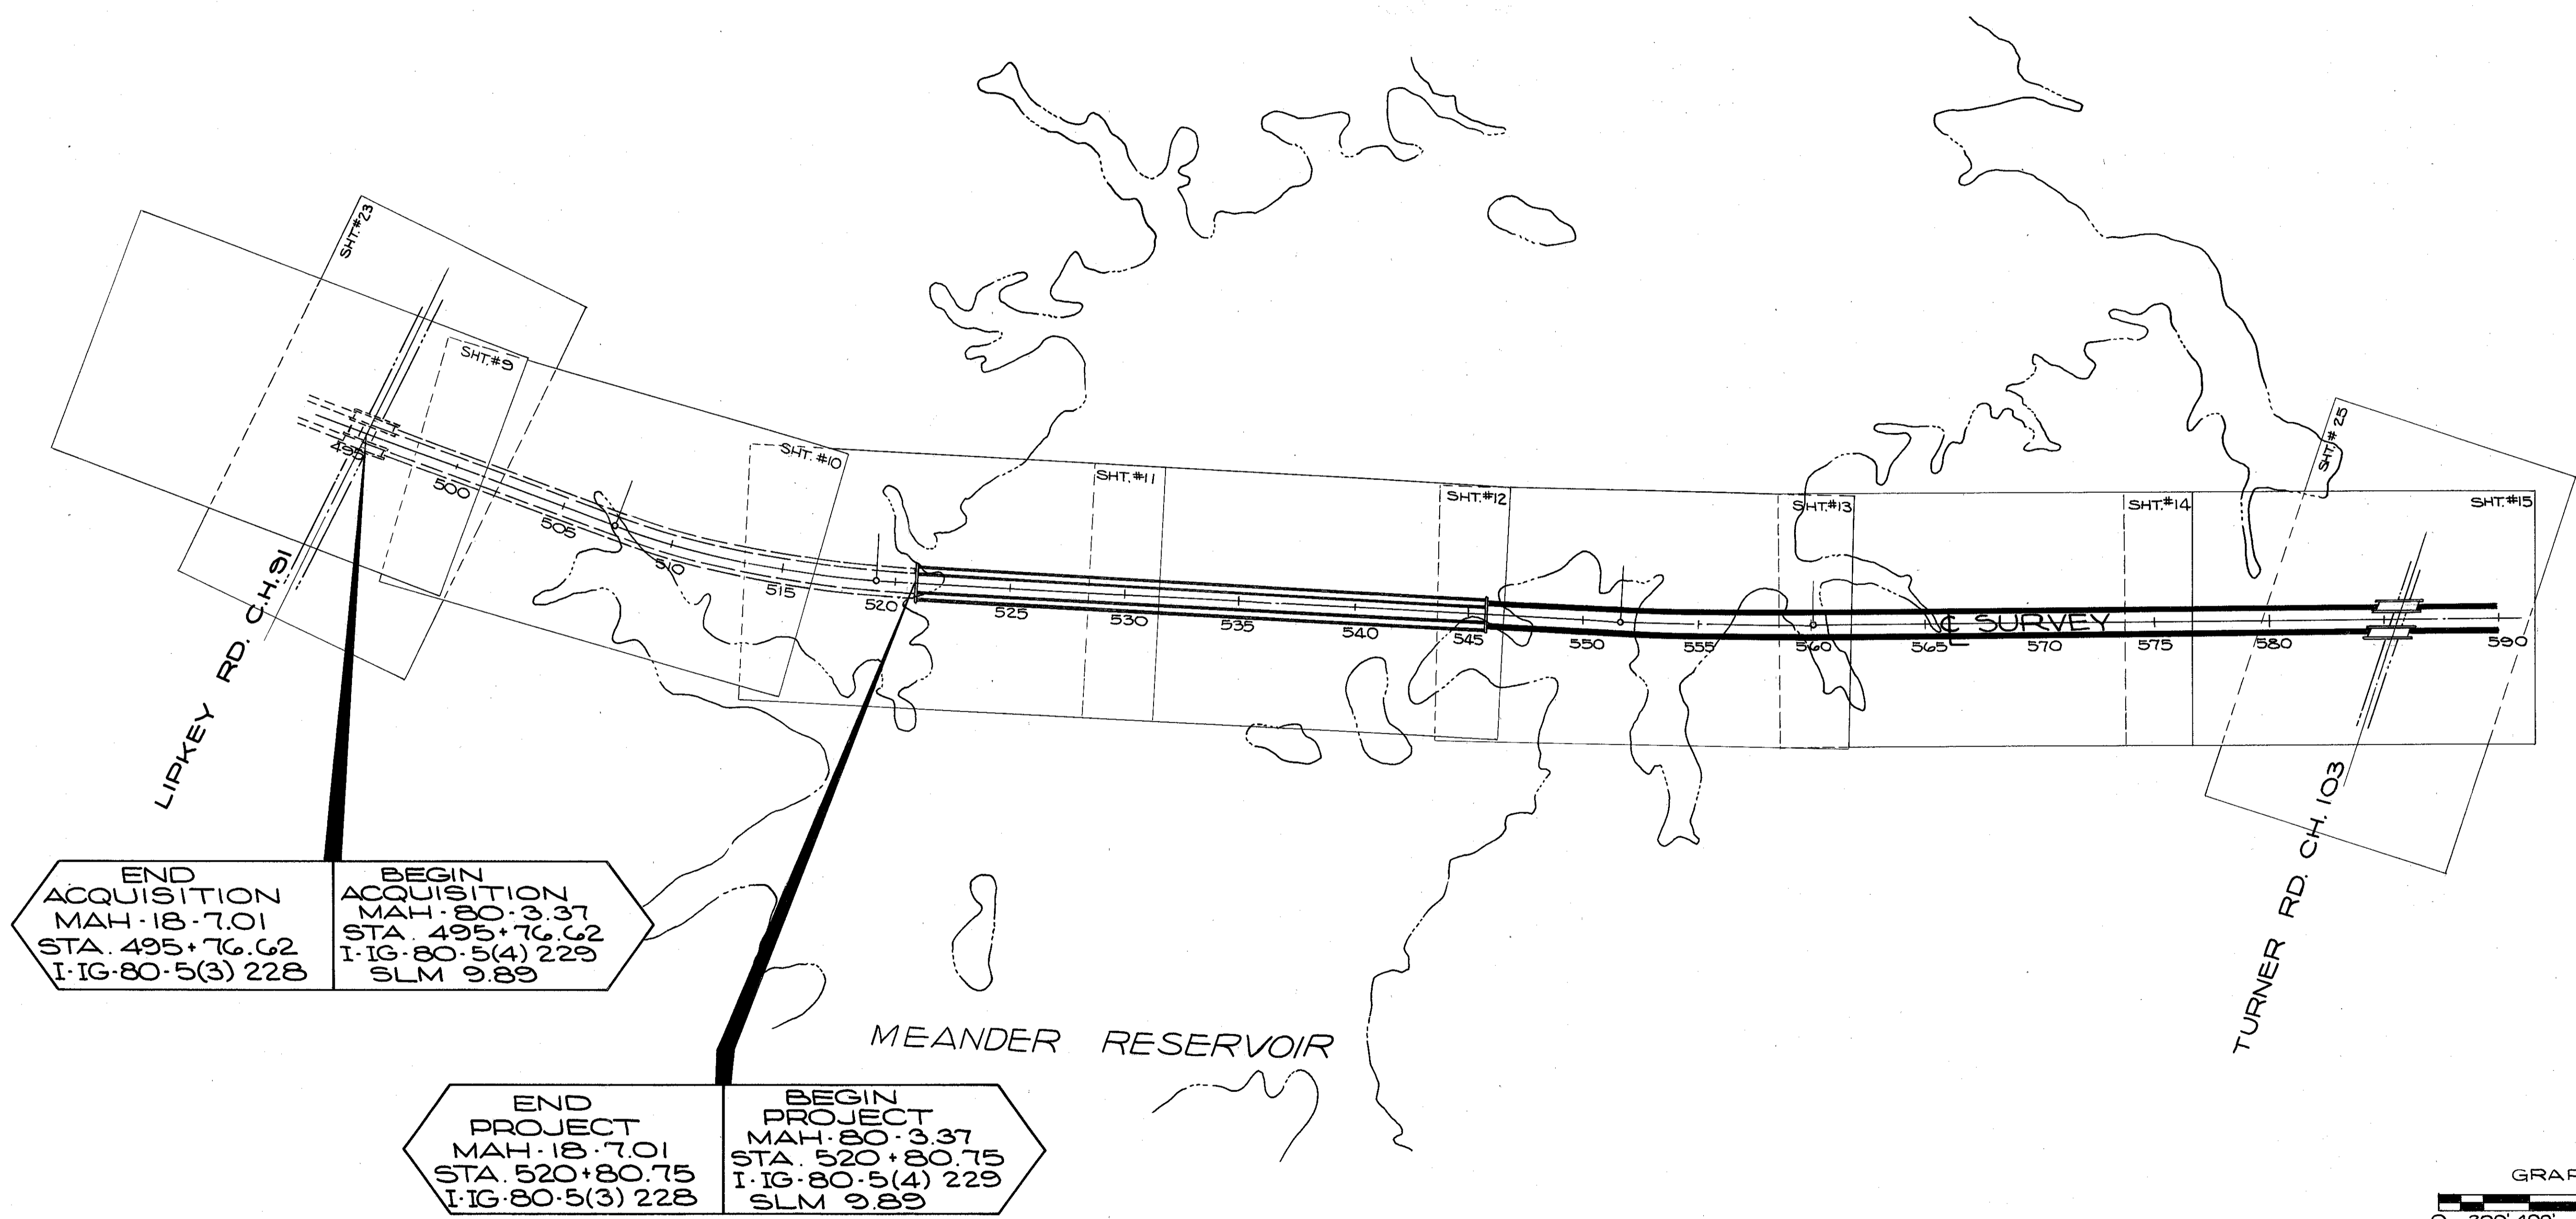 SHT.#23
SHT.#9
SHT. #10
SHT. #11
SHT. #12
SHT. #13
SHT. #14
SHT. #15
SHT. # 25
495
500
505
510
515
520
525
530
535
540
545
550
555
560
565
℄ SURVEY
570
575
580
590
LIPKEY RD. C.H. 91
TURNER RD. CH. 103
END
ACQUISITION
MAH-18-7.01
STA. 495+76.62
I-IG-80-5(3) 228
BEGIN
ACQUISITION
MAH-80-3.37
STA. 495+76.62
I-IG-80-5(4) 229
SLM 9.89
MEANDER RESERVOIR
END
PROJECT
MAH-18-7.01
STA. 520+80.75
I-IG-80-5(3) 228
BEGIN
PROJECT
MAH-80-3.37
STA. 520+80.75
I-IG-80-5(4) 229
SLM 9.89